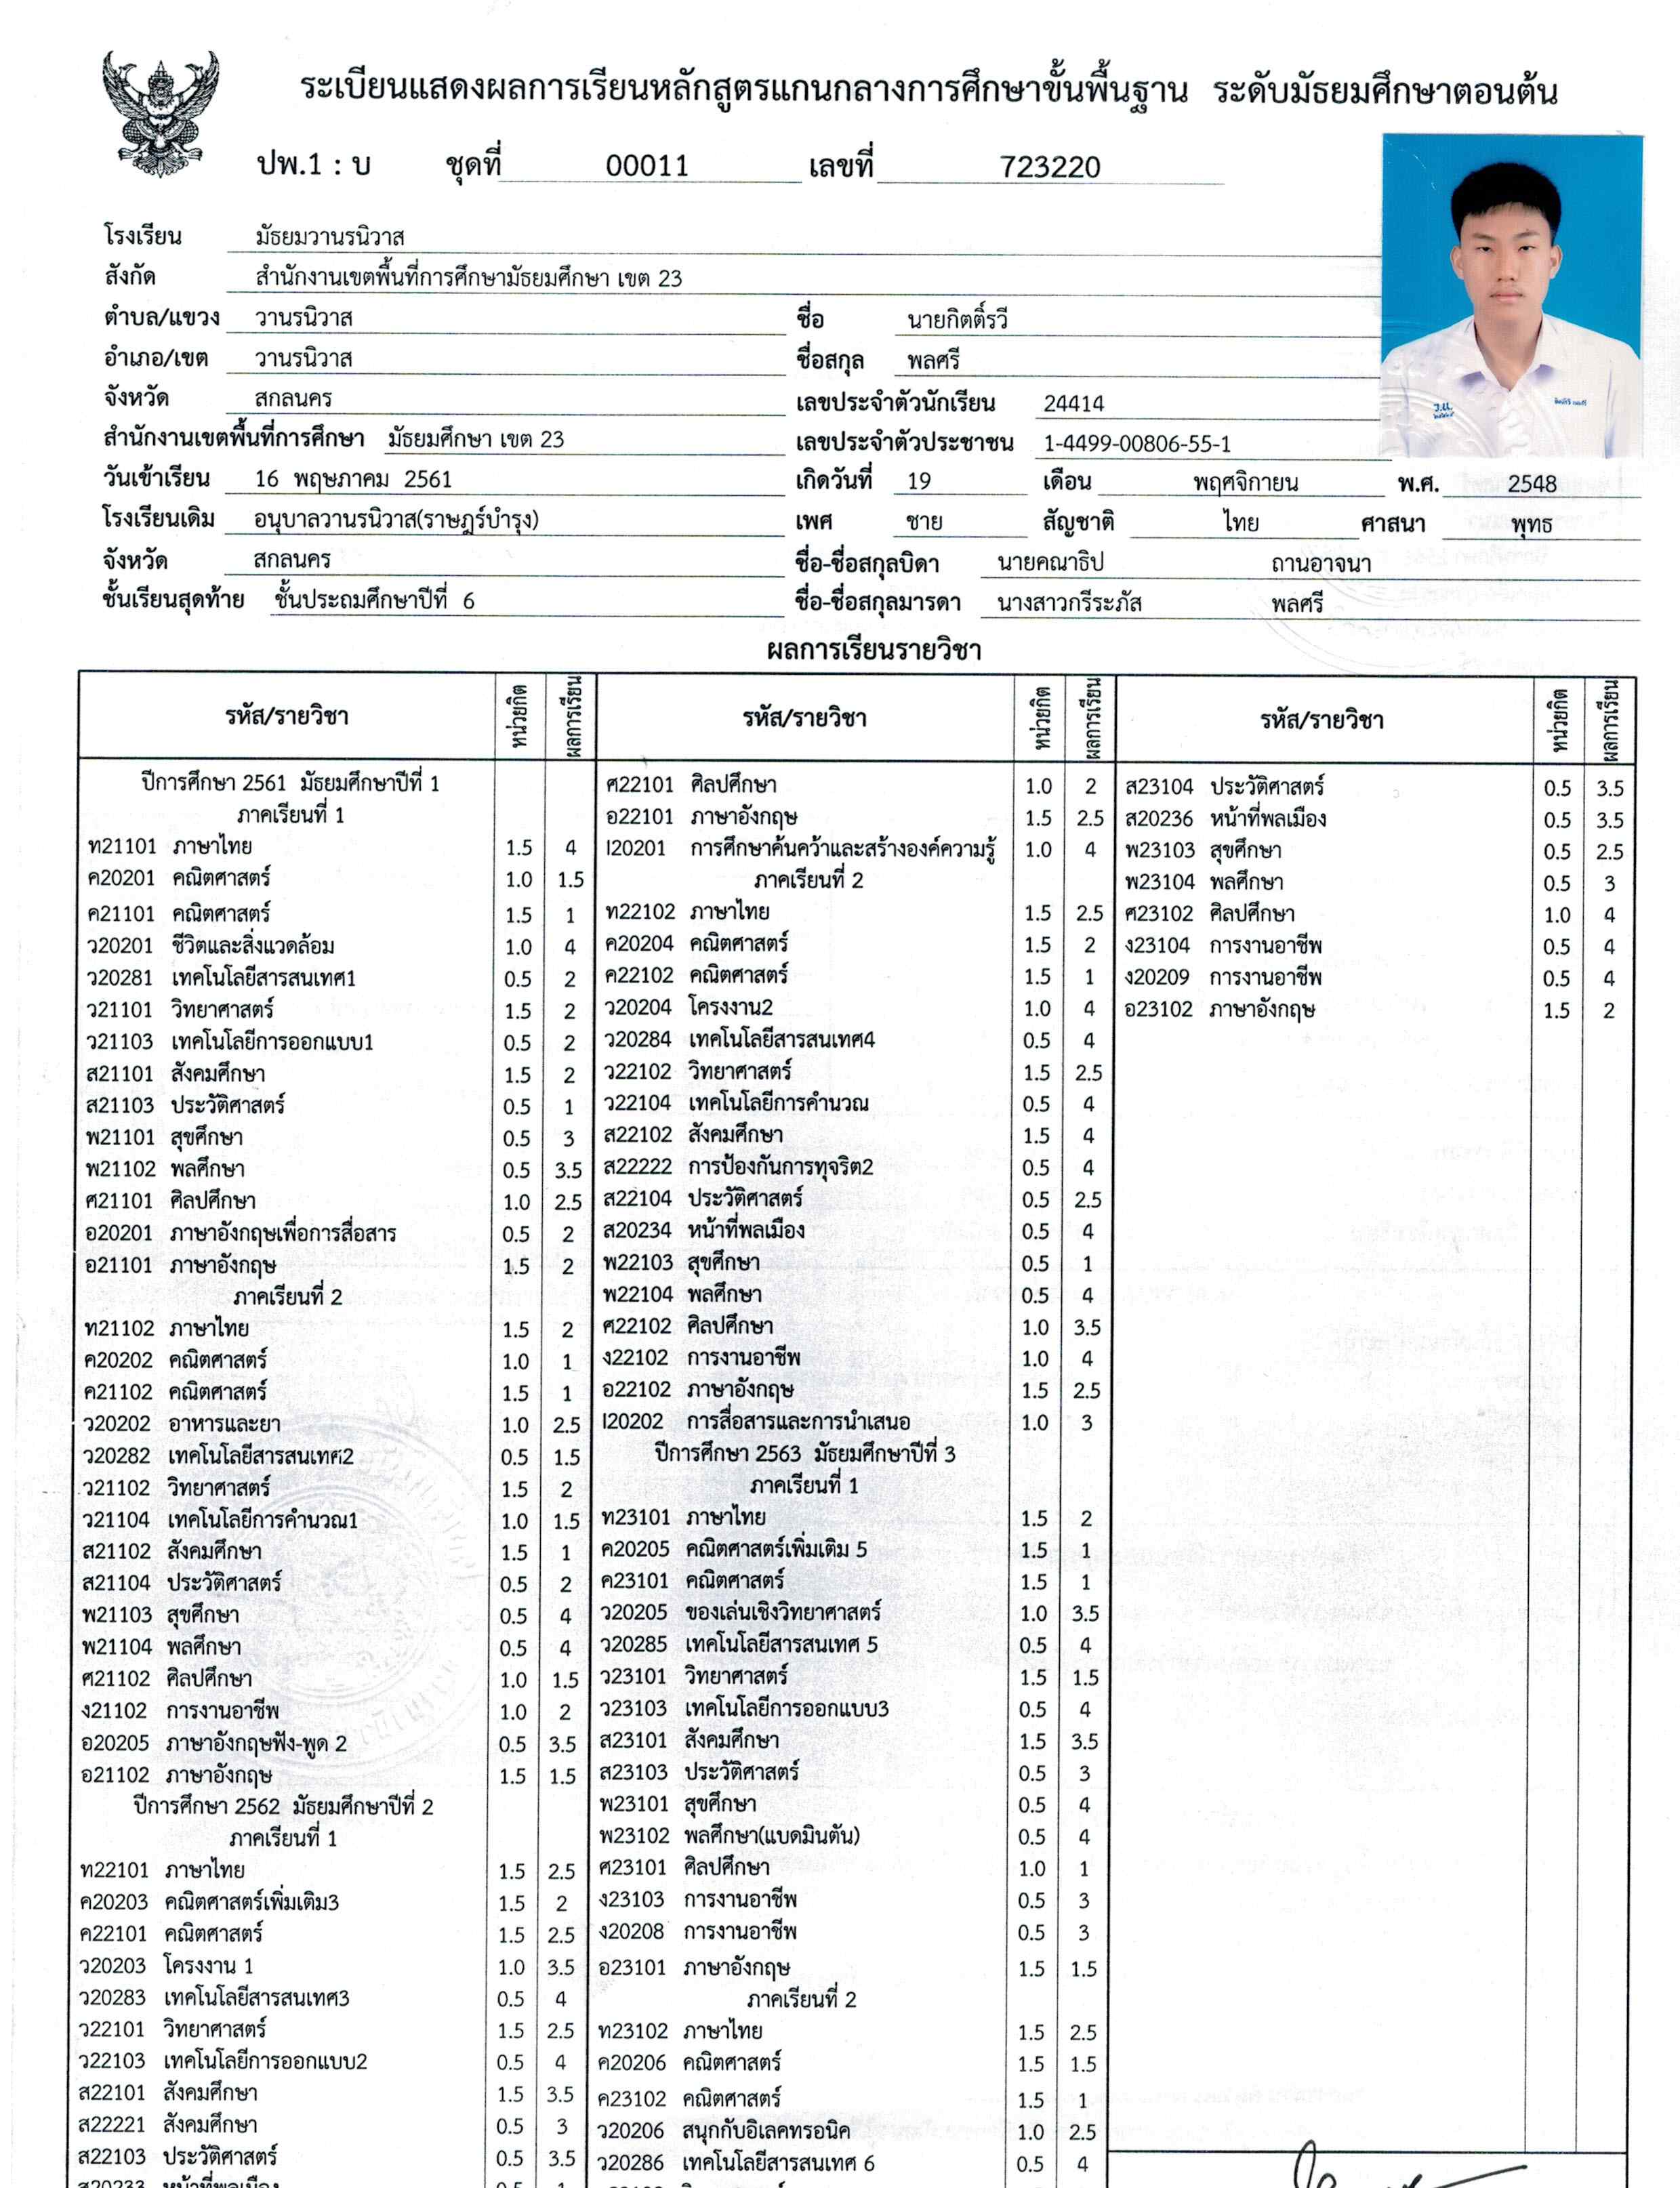 ระเบียนแสดงผลการเรียนหลักสูตรแกนกลางการศึกษาขั้นพื้นฐาน ระดับมัธยมศึกษาตอนต้น
ปพ.1 : บ ชุดที่ 00011 เลขที่ 723220
โรงเรียน มัธยมวานรนิวาส
สังกัด สำนักงานเขตพื้นที่การศึกษามัธยมศึกษา เขต 23
ตำบล/แขวง วานรนิวาส
อำเภอ/เขต วานรนิวาส
จังหวัด สกลนคร
สำนักงานเขตพื้นที่การศึกษา มัธยมศึกษา เขต 23
วันเข้าเรียน 16 พฤษภาคม 2561
โรงเรียนเดิม อนุบาลวานรนิวาส(ราษฎร์บำรุง)
จังหวัด สกลนคร
ชั้นเรียนสุดท้าย ชั้นประถมศึกษาปีที่ 6
ชื่อ นายกิตติ์รวี
ชื่อสกุล พลศรี
เลขประจำตัวนักเรียน 24414
เลขประจำตัวประชาชน 1-4499-00806-55-1
เกิดวันที่ 19 เดือน พฤศจิกายน พ.ศ. 2548
เพศ ชาย สัญชาติ ไทย ศาสนา พุทธ
ชื่อ-ชื่อสกุลบิดา นายคณาธิป ถานอาจนา
ชื่อ-ชื่อสกุลมารดา นางสาวกรีระภัส พลศรี
ผลการเรียนรายวิชา
รหัส/รายวิชา หน่วยกิต ผลการเรียน
ปีการศึกษา 2561 มัธยมศึกษาปีที่ 1
ภาคเรียนที่ 1
ท21101 ภาษาไทย 1.5 4
ค20201 คณิตศาสตร์ 1.0 1.5
ค21101 คณิตศาสตร์ 1.5 1
ว20201 ชีวิตและสิ่งแวดล้อม 1.0 4
ว20281 เทคโนโลยีสารสนเทศ1 0.5 2
ว21101 วิทยาศาสตร์ 1.5 2
ว21103 เทคโนโลยีการออกแบบ1 0.5 2
ส21101 สังคมศึกษา 1.5 2
ส21103 ประวัติศาสตร์ 0.5 1
พ21101 สุขศึกษา 0.5 3
พ21102 พลศึกษา 0.5 3.5
ศ21101 ศิลปศึกษา 1.0 2.5
อ20201 ภาษาอังกฤษเพื่อการสื่อสาร 0.5 2
อ21101 ภาษาอังกฤษ 1.5 2
ภาคเรียนที่ 2
ท21102 ภาษาไทย 1.5 2
ค20202 คณิตศาสตร์ 1.0 1
ค21102 คณิตศาสตร์ 1.5 1
ว20202 อาหารและยา 1.0 2.5
ว20282 เทคโนโลยีสารสนเทศ2 0.5 1.5
ว21102 วิทยาศาสตร์ 1.5 2
ว21104 เทคโนโลยีการคำนวณ1 1.0 1.5
ส21102 สังคมศึกษา 1.5 1
ส21104 ประวัติศาสตร์ 0.5 2
พ21103 สุขศึกษา 0.5 4
พ21104 พลศึกษา 0.5 4
ศ21102 ศิลปศึกษา 1.0 1.5
ง21102 การงานอาชีพ 1.0 2
อ20205 ภาษาอังกฤษฟัง-พูด 2 0.5 3.5
อ21102 ภาษาอังกฤษ 1.5 1.5
ปีการศึกษา 2562 มัธยมศึกษาปีที่ 2
ภาคเรียนที่ 1
ท22101 ภาษาไทย 1.5 2.5
ค20203 คณิตศาสตร์เพิ่มเติม3 1.5 2
ค22101 คณิตศาสตร์ 1.5 2.5
ว20203 โครงงาน 1 1.0 3.5
ว20283 เทคโนโลยีสารสนเทศ3 0.5 4
ว22101 วิทยาศาสตร์ 1.5 2.5
ว22103 เทคโนโลยีการออกแบบ2 0.5 4
ส22101 สังคมศึกษา 1.5 3.5
ส22221 สังคมศึกษา 0.5 3
ส22103 ประวัติศาสตร์ 0.5 3.5
ส20233 หน้าที่พลเมือง
รหัส/รายวิชา หน่วยกิต ผลการเรียน
ศ22101 ศิลปศึกษา 1.0 2
อ22101 ภาษาอังกฤษ 1.5 2.5
I20201 การศึกษาค้นคว้าและสร้างองค์ความรู้ 1.0 4
ภาคเรียนที่ 2
ท22102 ภาษาไทย 1.5 2.5
ค20204 คณิตศาสตร์ 1.5 2
ค22102 คณิตศาสตร์ 1.5 1
ว20204 โครงงาน2 1.0 4
ว20284 เทคโนโลยีสารสนเทศ4 0.5 4
ว22102 วิทยาศาสตร์ 1.5 2.5
ว22104 เทคโนโลยีการคำนวณ 0.5 4
ส22102 สังคมศึกษา 1.5 4
ส22222 การป้องกันการทุจริต2 0.5 4
ส22104 ประวัติศาสตร์ 0.5 2.5
ส20234 หน้าที่พลเมือง 0.5 4
พ22103 สุขศึกษา 0.5 1
พ22104 พลศึกษา 0.5 4
ศ22102 ศิลปศึกษา 1.0 3.5
ง22102 การงานอาชีพ 1.0 4
อ22102 ภาษาอังกฤษ 1.5 2.5
I20202 การสื่อสารและการนำเสนอ 1.0 3
ปีการศึกษา 2563 มัธยมศึกษาปีที่ 3
ภาคเรียนที่ 1
ท23101 ภาษาไทย 1.5 2
ค20205 คณิตศาสตร์เพิ่มเติม 5 1.5 1
ค23101 คณิตศาสตร์ 1.5 1
ว20205 ของเล่นเชิงวิทยาศาสตร์ 1.0 3.5
ว20285 เทคโนโลยีสารสนเทศ 5 0.5 4
ว23101 วิทยาศาสตร์ 1.5 1.5
ว23103 เทคโนโลยีการออกแบบ3 0.5 4
ส23101 สังคมศึกษา 1.5 3.5
ส23103 ประวัติศาสตร์ 0.5 3
พ23101 สุขศึกษา 0.5 4
พ23102 พลศึกษา(แบดมินตัน) 0.5 4
ศ23101 ศิลปศึกษา 1.0 1
ง23103 การงานอาชีพ 0.5 3
ง20208 การงานอาชีพ 0.5 3
อ23101 ภาษาอังกฤษ 1.5 1.5
ภาคเรียนที่ 2
ท23102 ภาษาไทย 1.5 2.5
ค20206 คณิตศาสตร์ 1.5 1.5
ค23102 คณิตศาสตร์ 1.5 1
ว20206 สนุกกับอิเลคทรอนิค 1.0 2.5
ว20286 เทคโนโลยีสารสนเทศ 6 0.5 4
รหัส/รายวิชา หน่วยกิต ผลการเรียน
ส23104 ประวัติศาสตร์ 0.5 3.5
ส20236 หน้าที่พลเมือง 0.5 3.5
พ23103 สุขศึกษา 0.5 2.5
พ23104 พลศึกษา 0.5 3
ศ23102 ศิลปศึกษา 1.0 4
ง23104 การงานอาชีพ 0.5 4
ง20209 การงานอาชีพ 0.5 4
อ23102 ภาษาอังกฤษ 1.5 2